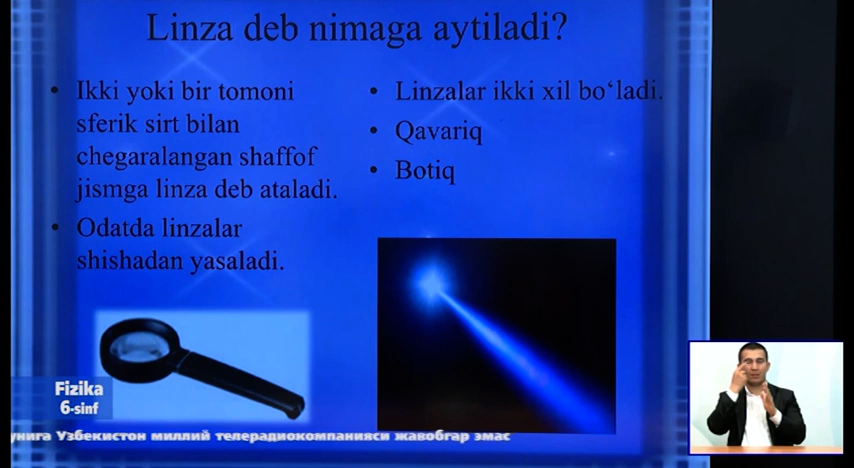 Linza deb nimaga aytiladi?
• Ikki yoki bir tomoni
sferik sirt bilan
chegaralangan shaffof
jismga linza deb ataladi.
• Odatda linzalar
shishadan yasaladi.
• Linzalar ikki xil bo‘ladi.
• Qavariq
• Botiq
Fizika
6-sinf
Узбекистон миллий телерадиокомпанияси жавобгар эмас